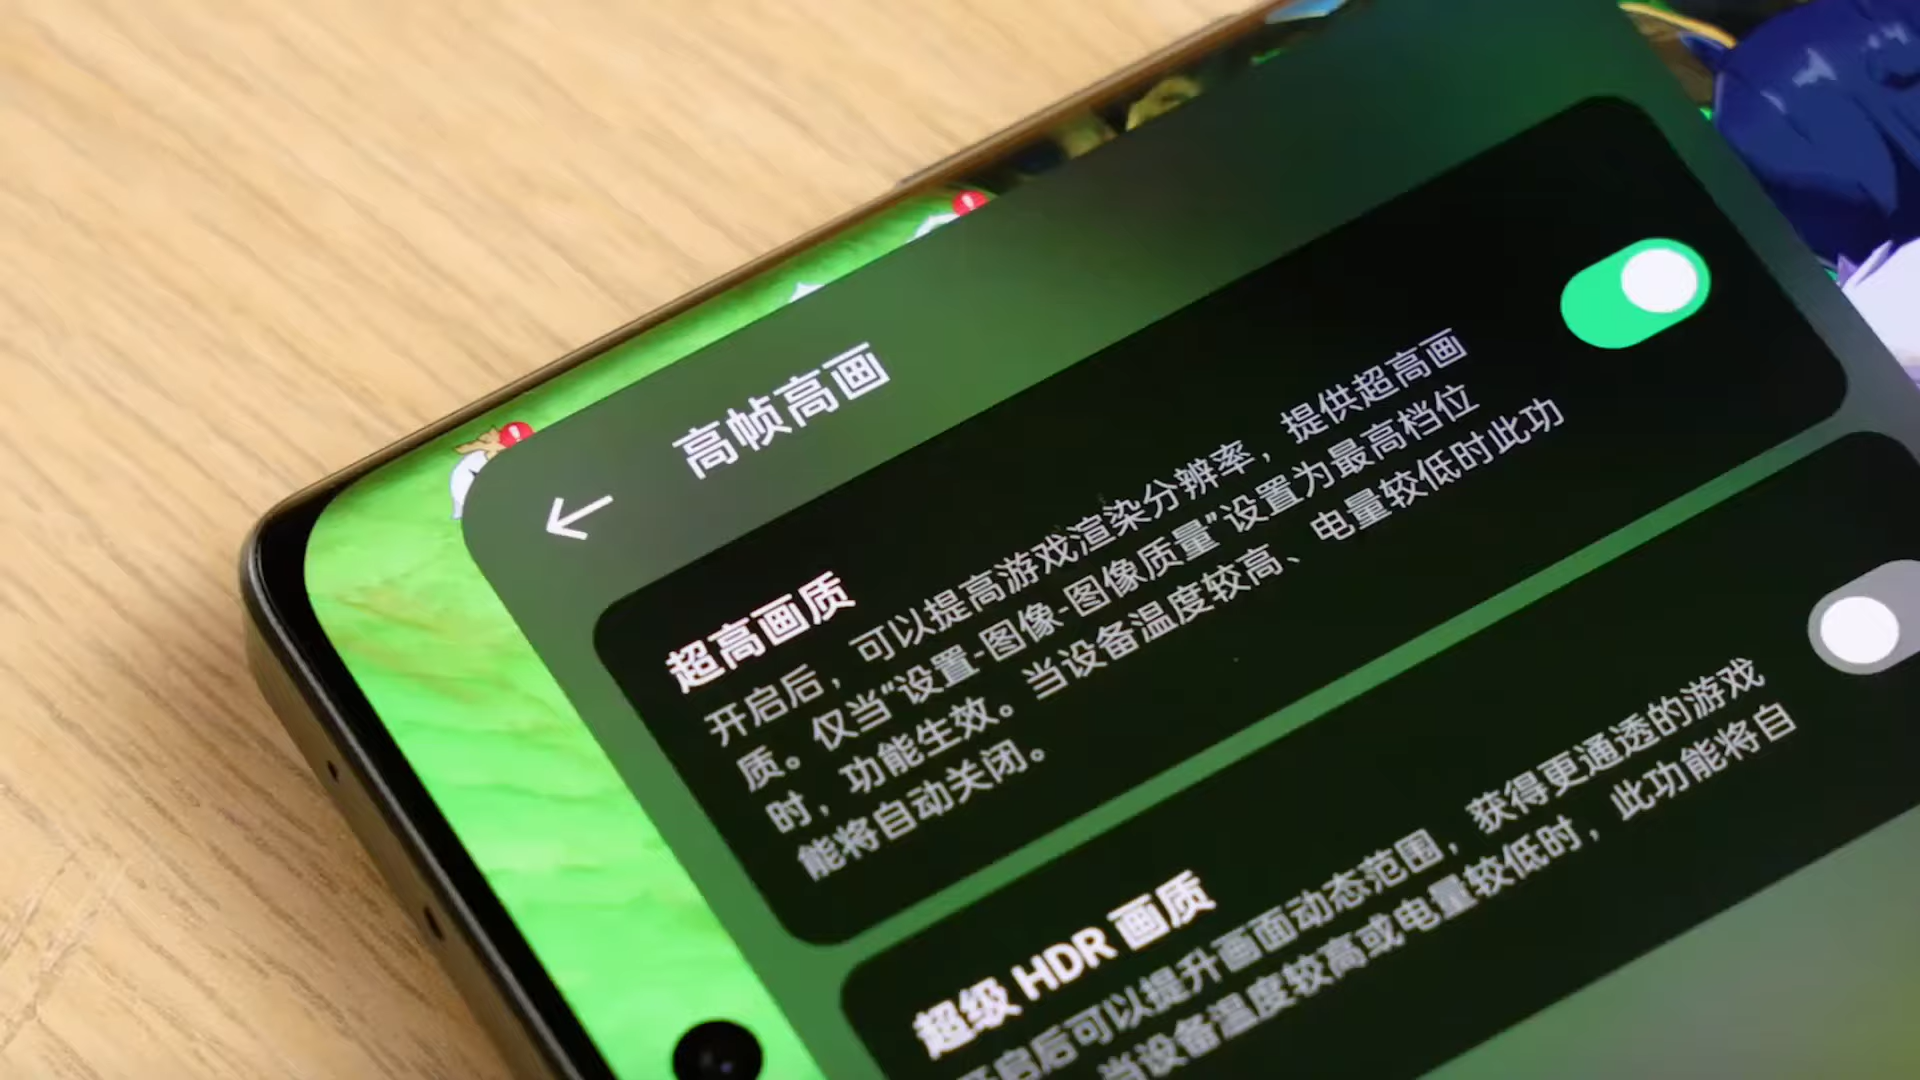 高帧高画
超高画质
开启后，可以提高游戏渲染分辨率，提供超高画
质。仅当“设置-图像-图像质量”设置为最高档位
时，功能生效。当设备温度较高、电量较低时此功
能将自动关闭。
超级 HDR 画质
开启后可以提升画面动态范围，获得更通透的游戏
当设备温度较高或电量较低时，此功能将自